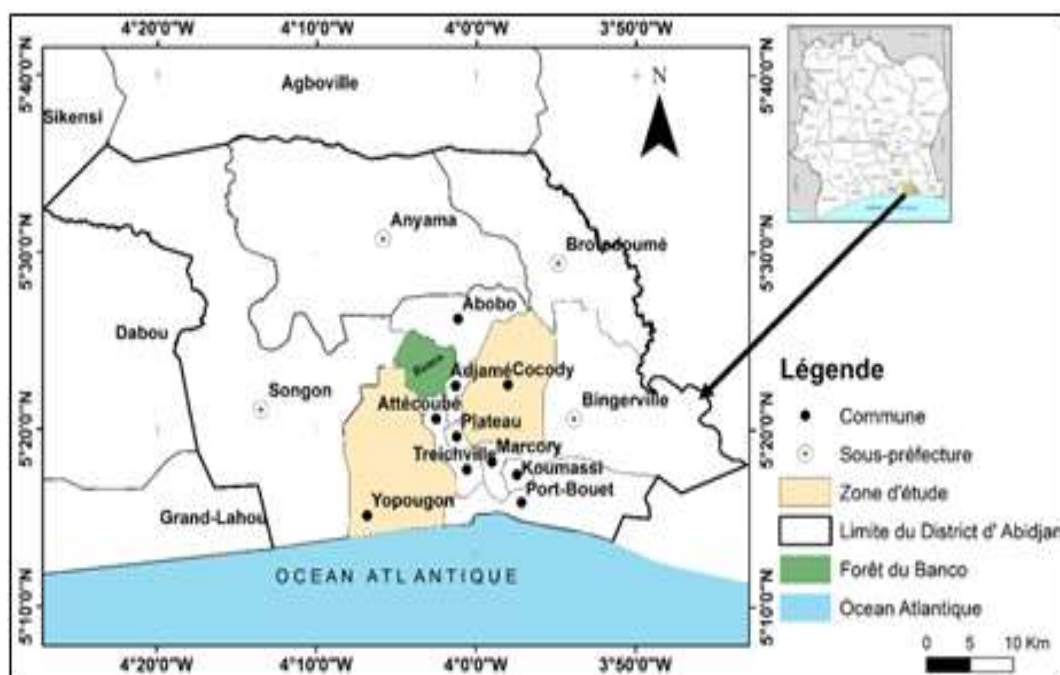 4°20'0"W 4°10'0"W 4°0'0"W 3°50'0"W
5°40'0"N
5°40'0"N
N
Agboville
Sikensi
Anyama
5°30'0"N
5°30'0"N
Abobo
Dabou
Songon
Adjamé
Cocody
Attécoubé
Bingerville
Plateau
5°20'0"N
5°20'0"N
Marcory
Treichville
Koumassi
Port-Bouet
Yopougon
Grand-Lahou
OCEAN ATLANTIQUE
5°10'0"N
5°10'0"N
4°20'0"W 4°10'0"W 4°0'0"W 3°50'0"W
Légende
Commune
Sous-préfecture
Zone d'étude
Limite du District d' Abidjan
Forêt du Banco
Ocean Atlantique
0 5 10 Km